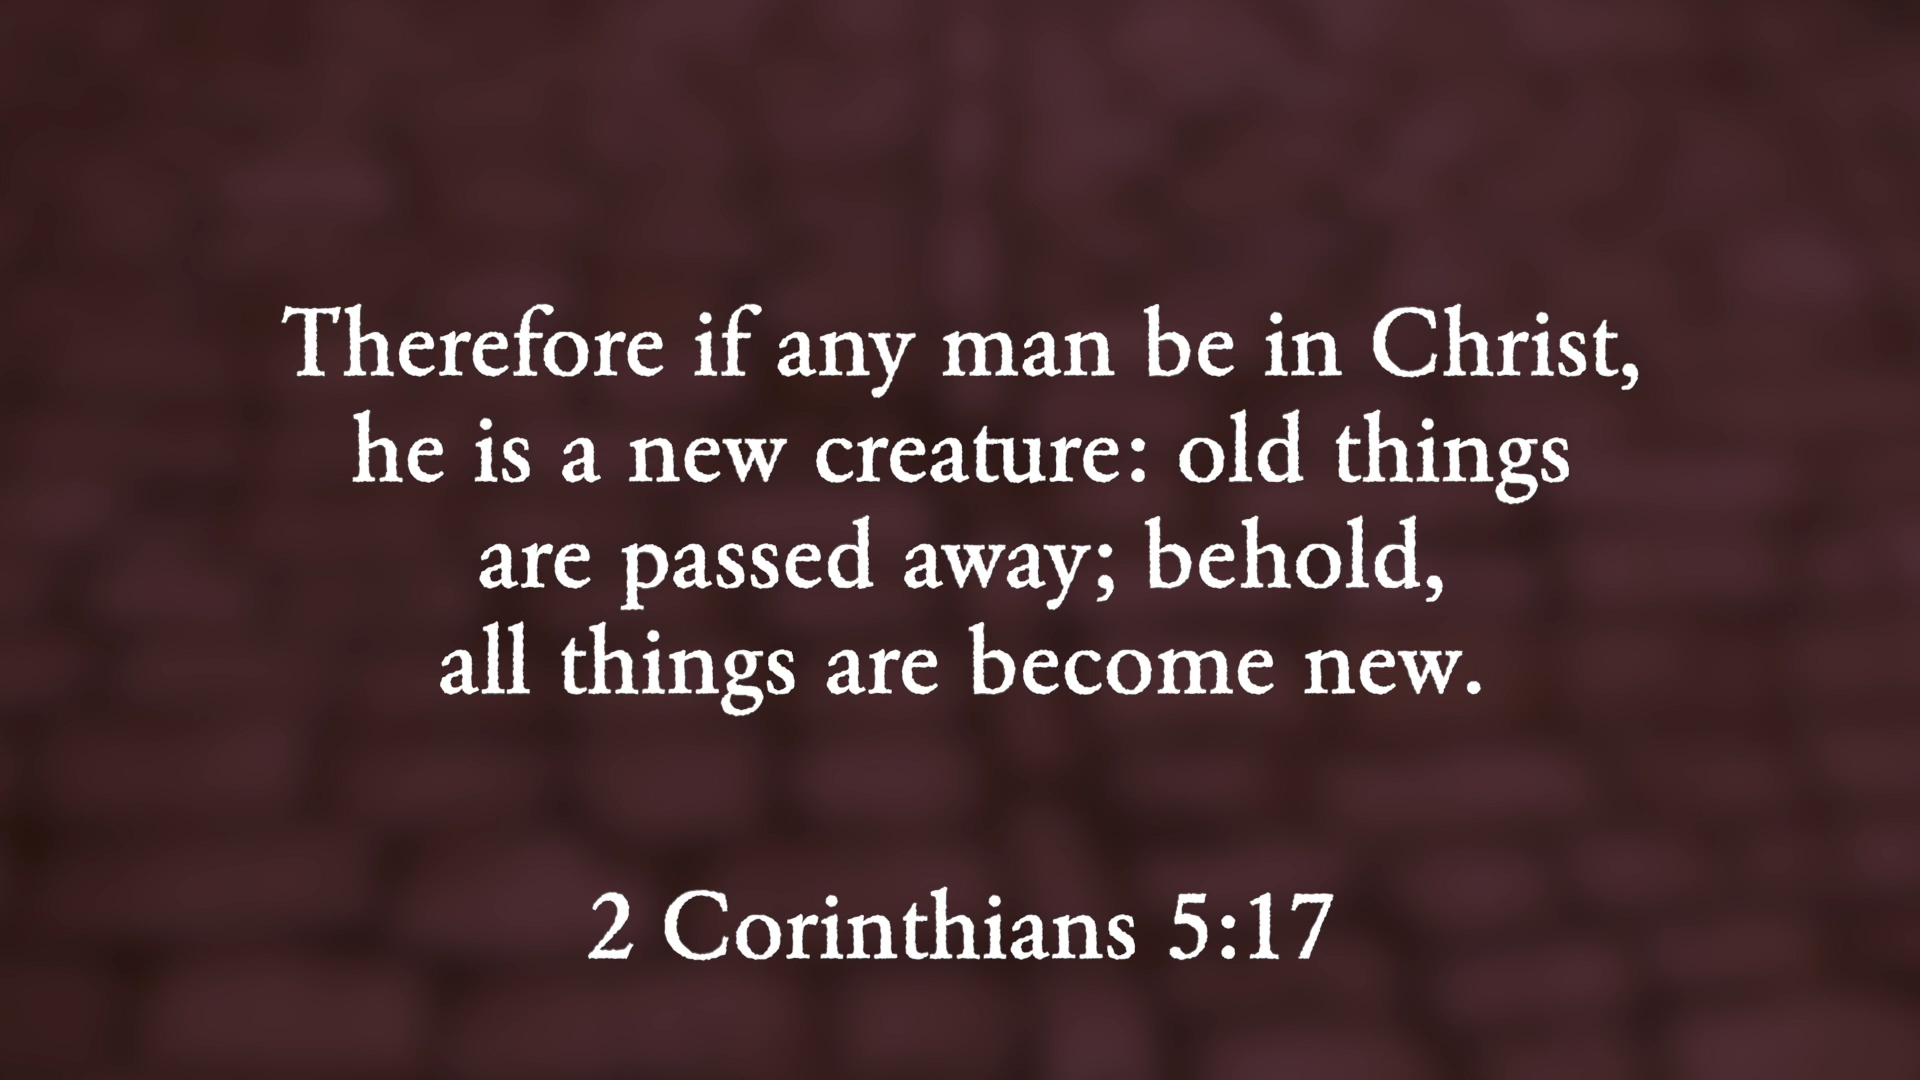 Therefore if any man be in Christ,
he is a new creature: old things
are passed away; behold,
all things are become new.
2 Corinthians 5:17